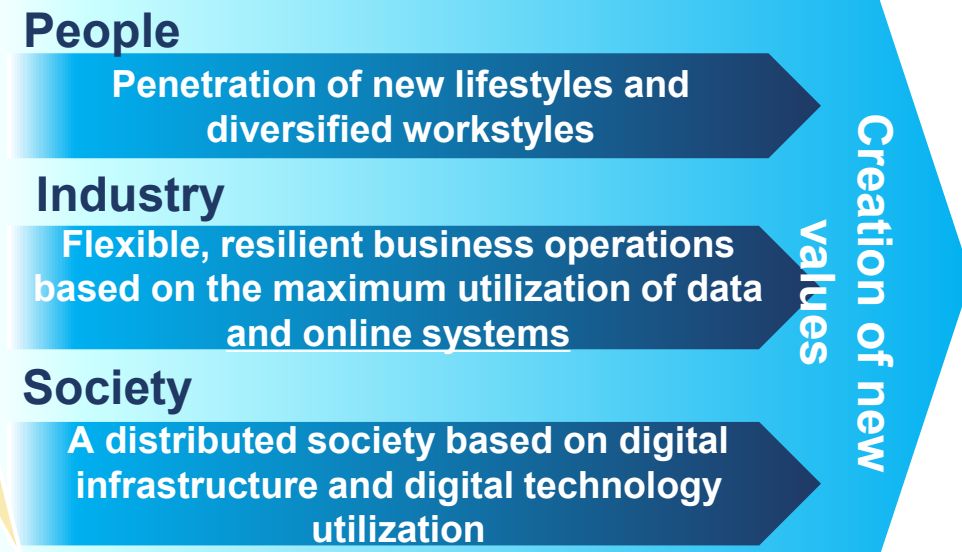 People
Penetration of new lifestyles and
diversified workstyles
Industry
Flexible, resilient business operations
based on the maximum utilization of data
and online systems
Society
A distributed society based on digital
infrastructure and digital technology
utilization
Creation of new
values